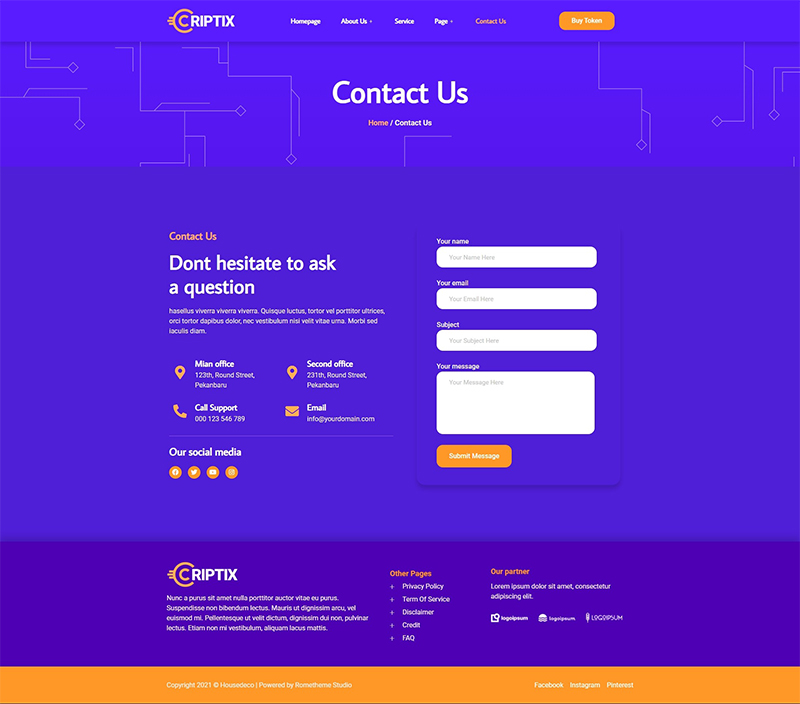 CRIPTIX
Homepage
About Us +
Service
Page +
Contact Us
Buy Token
Contact Us
Home / Contact Us
Contact Us
Dont hesitate to ask
a question
hasellus viverra viverra viverra. Quisque luctus, tortor vel porttitor ultrices,
orci tortor dapibus dolor, nec vestibulum nisi velit vitae urna. Morbi sed
iaculis diam.
Mian office
123th, Round Street,
Pekanbaru
Second office
231th, Round Street,
Pekanbaru
Call Support
000 123 546 789
Email
info@yourdomain.com
Our social media
Your name
Your Name Here
Your email
Your Email Here
Subject
Your Subject Here
Your message
Your Message Here
Submit Message
CRIPTIX
Nunc a purus sit amet nulla porttitor auctor vitae eu purus.
Suspendisse non bibendum lectus. Mauris ut dignissim arcu, vel
euismod mi. Pellentesque ut velit dictum, dignissim dui non, pulvinar
lectus. Etiam non mi vestibulum, aliquam lacus mattis.
Other Pages
+ Privacy Policy
+ Term Of Service
+ Disclaimer
+ Credit
+ FAQ
Our partner
Lorem ipsum dolor sit amet, consectetur
adipiscing elit.
logoipsum
logoipsum.
LOGOIPSUM
Copyright 2021 © Housedeco | Powered by Rometheme Studio
Facebook Instagram Pinterest